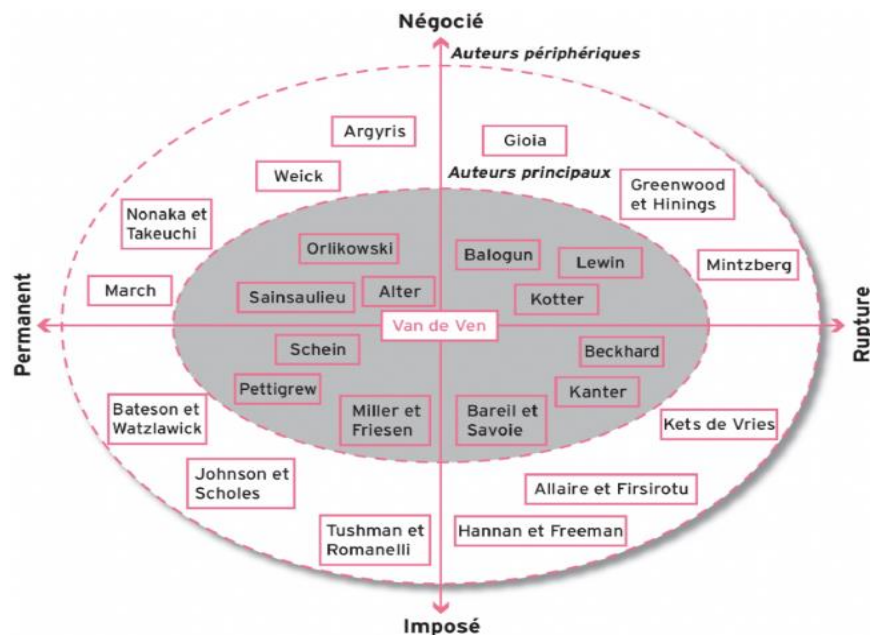 Négocié
Auteurs périphériques
Argyris
Gioia
Weick
Auteurs principaux
Greenwood
et Hinings
Nonaka et
Takeuchi
Orlikowski
Balogun
Lewin
Mintzberg
March
Sainsaulieu
Alter
Kotter
Permanent
Van de Ven
Rupture
Schein
Beckhard
Pettigrew
Kanter
Bateson et
Watzlawick
Miller et
Friesen
Bareil et
Savoie
Kets de Vries
Johnson et
Scholes
Allaire et Firsirotu
Tushman et
Romanelli
Hannan et Freeman
Imposé